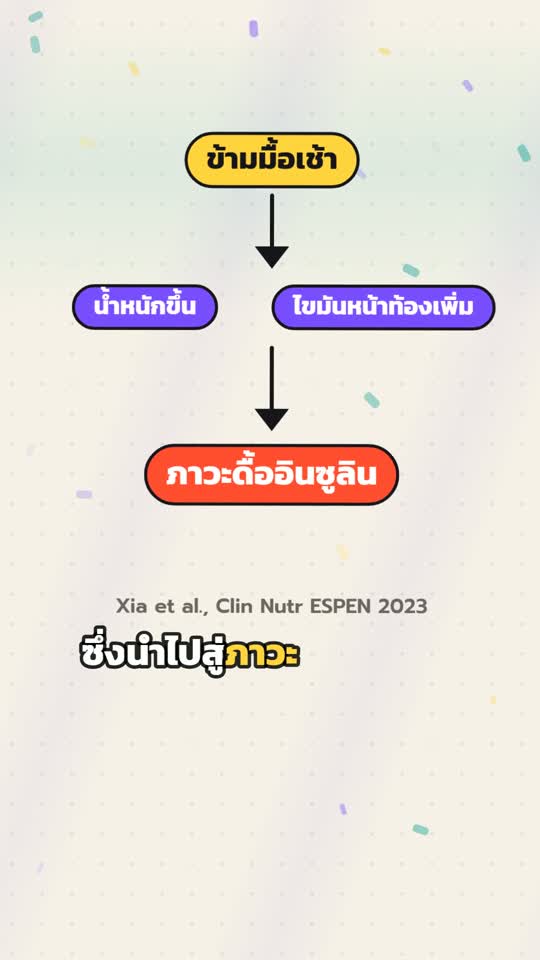 ข้ามมื้อเช้า
น้ำหนักขึ้น
ไขมันหน้าท้องเพิ่ม
ภาวะดื้ออินซูลิน
Xia et al., Clin Nutr ESPEN 2023
ซึ่งนำไปสู่ภาวะ